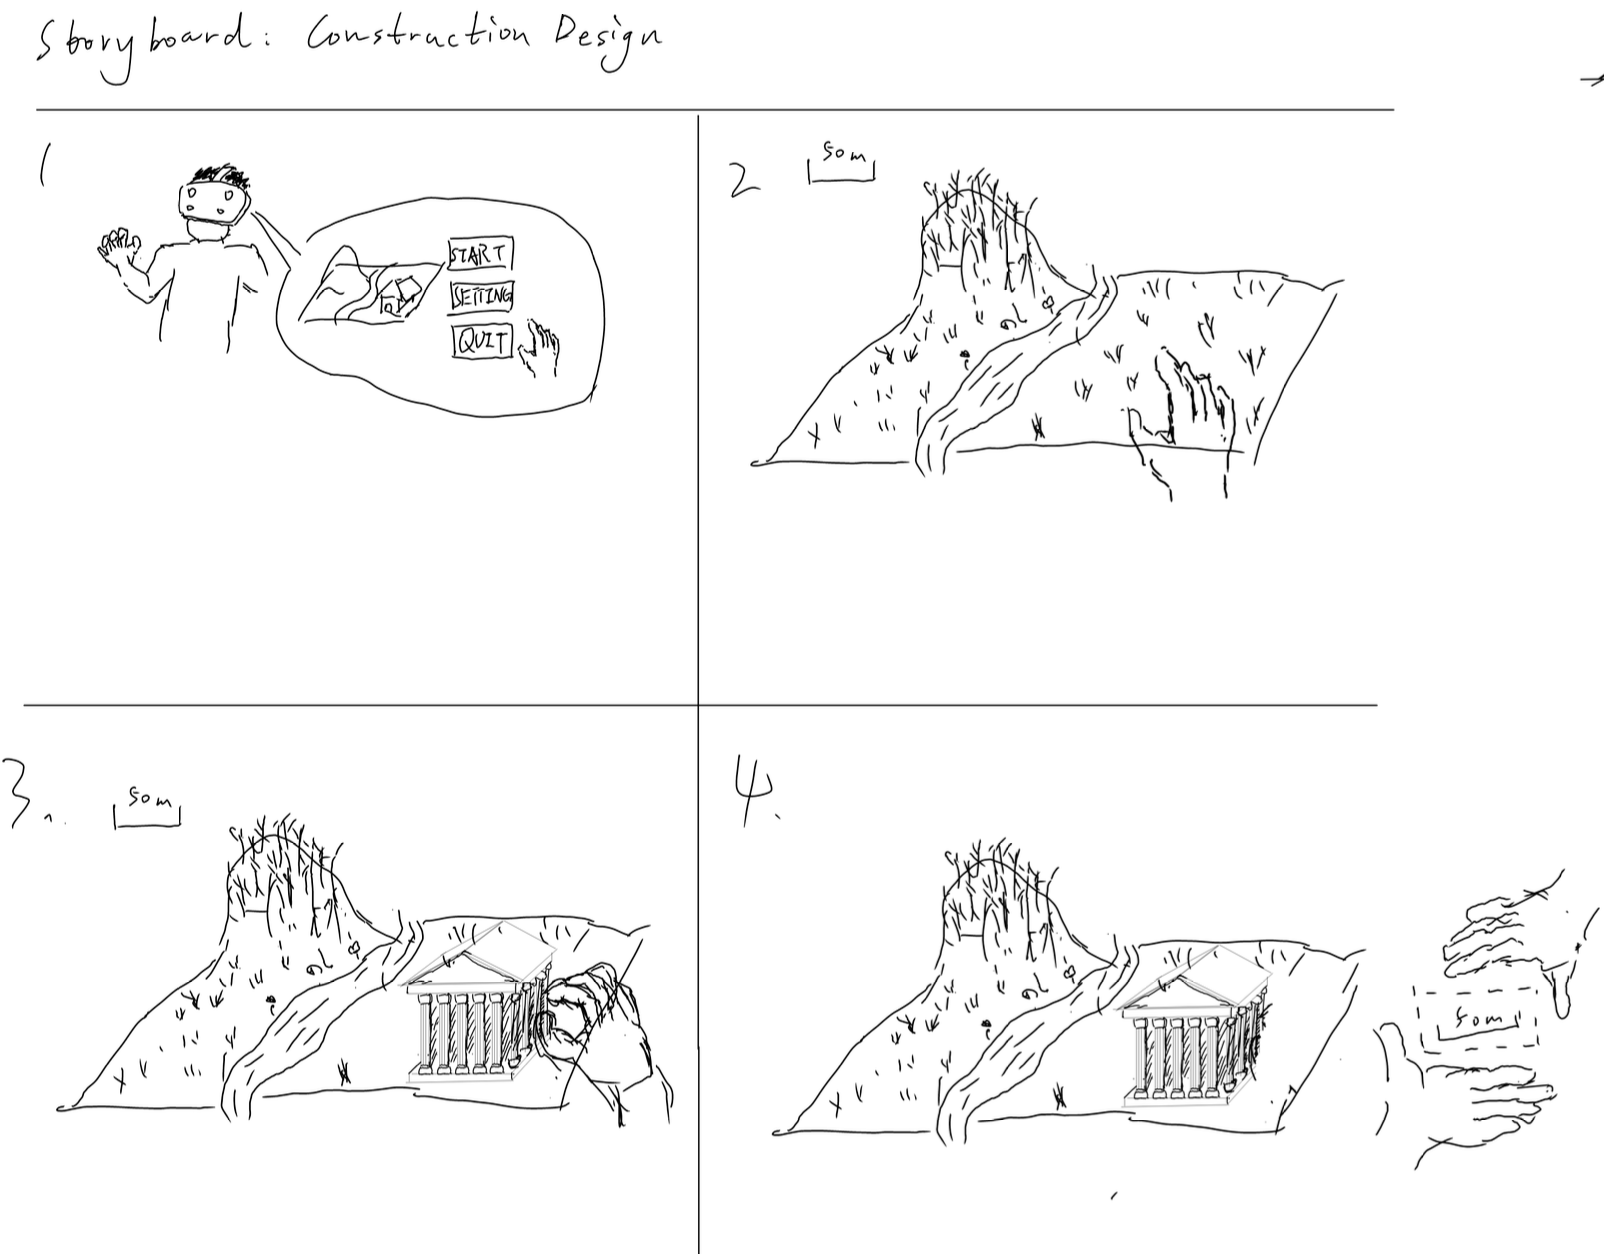 Storyboard: Construction Design
1
START
SETTING
QUIT
2
50m
3.
50m
4.
50m